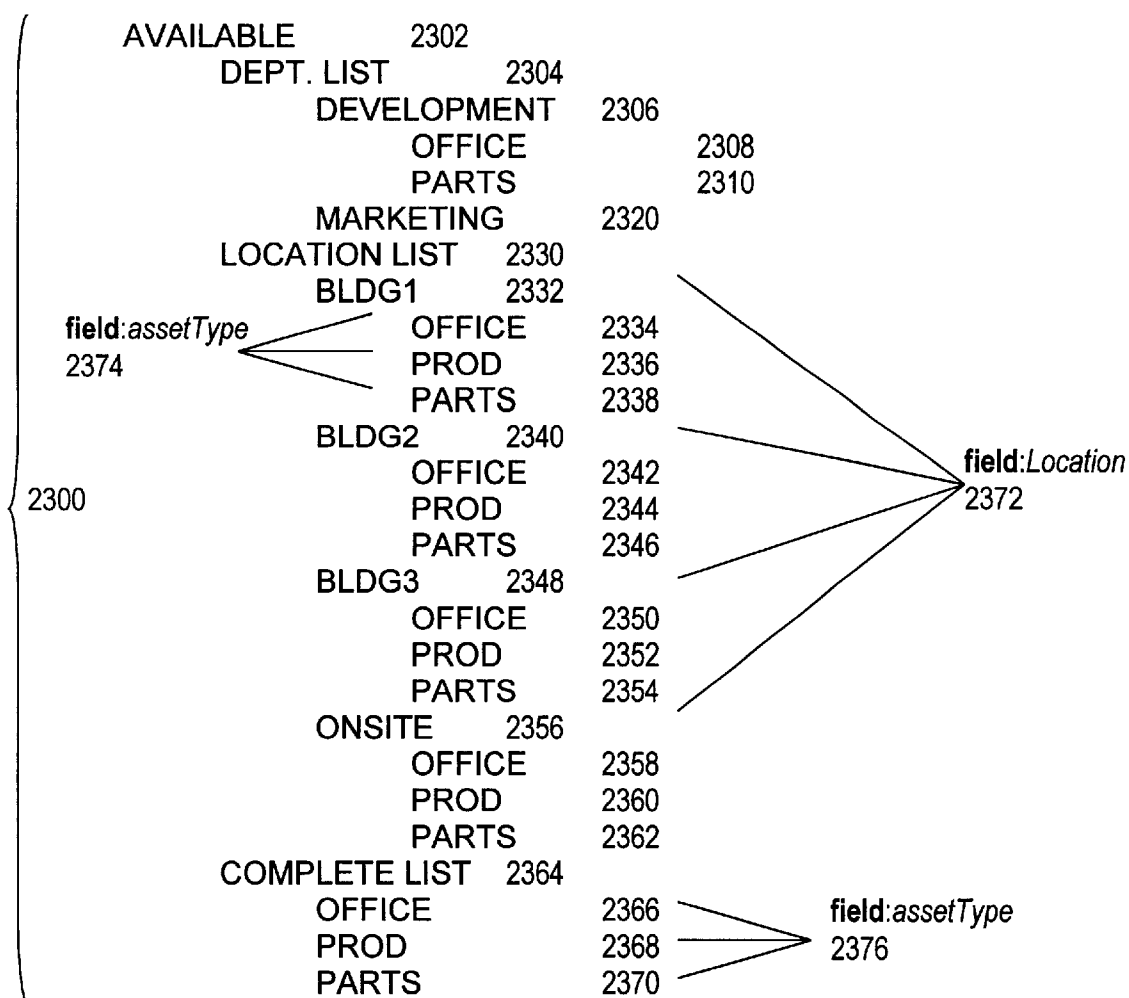 AVAILABLE 2302
DEPT. LIST 2304
DEVELOPMENT 2306
OFFICE 2308
PARTS 2310
MARKETING 2320
LOCATION LIST 2330
BLDG1 2332
field:assetType
2374
OFFICE 2334
PROD 2336
PARTS 2338
BLDG2 2340
OFFICE 2342
PROD 2344
PARTS 2346
field:Location
2372
2300
BLDG3 2348
OFFICE 2350
PROD 2352
PARTS 2354
ONSITE 2356
OFFICE 2358
PROD 2360
PARTS 2362
COMPLETE LIST 2364
OFFICE 2366
PROD 2368
PARTS 2370
field:assetType
2376